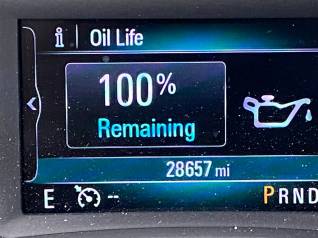 i Oil Life
100%
Remaining
28657 mi
E -- PRND